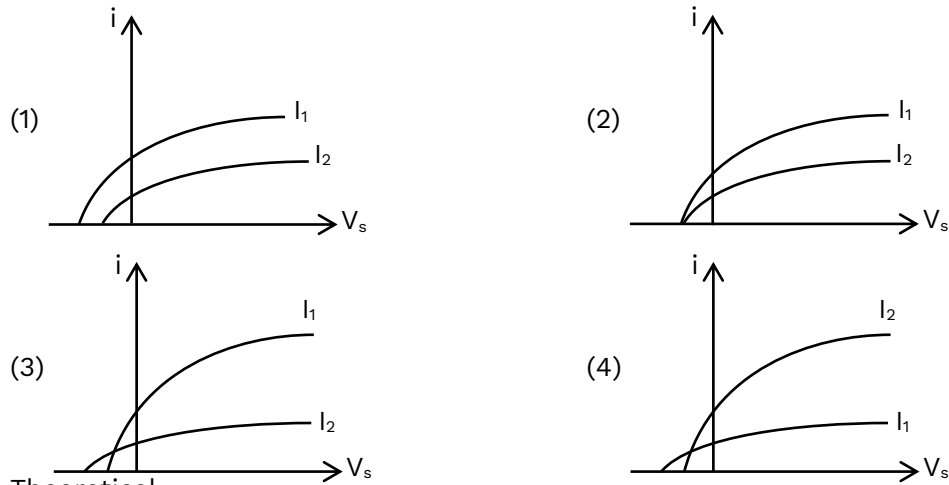 i
(1)
I₁
I₂
Vₛ
i
(2)
I₁
I₂
Vₛ
i
(3)
I₁
I₂
Vₛ
i
(4)
I₂
I₁
Vₛ
Theoretical